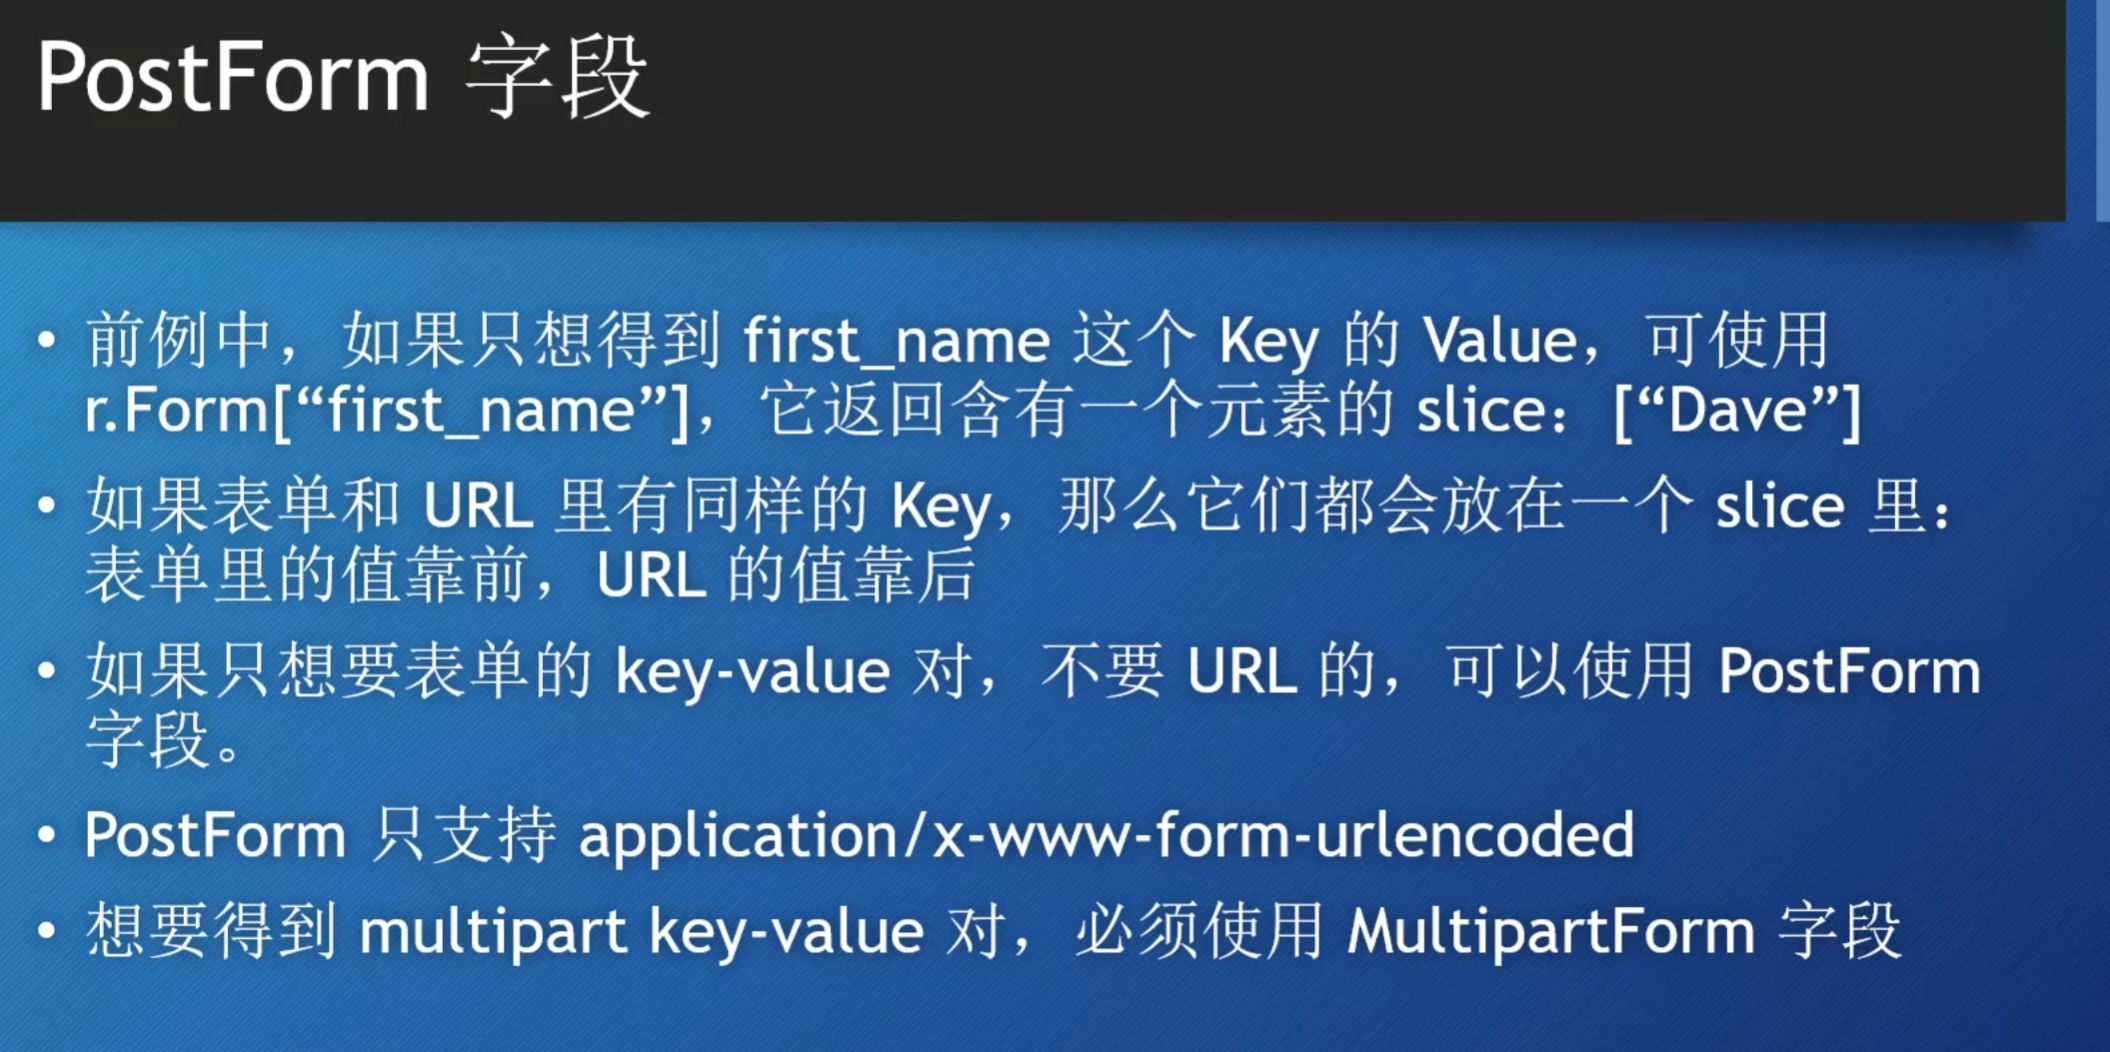 PostForm 字段
• 前例中，如果只想得到 first_name 这个 Key 的 Value，可使用
r.Form[“first_name”]，它返回含有一个元素的 slice：[“Dave”]
• 如果表单和 URL 里有同样的 Key，那么它们都会放在一个 slice 里：
表单里的值靠前，URL 的值靠后
• 如果只想要表单的 key-value 对，不要 URL 的，可以使用 PostForm
字段。
• PostForm 只支持 application/x-www-form-urlencoded
• 想要得到 multipart key-value 对，必须使用 MultipartForm 字段